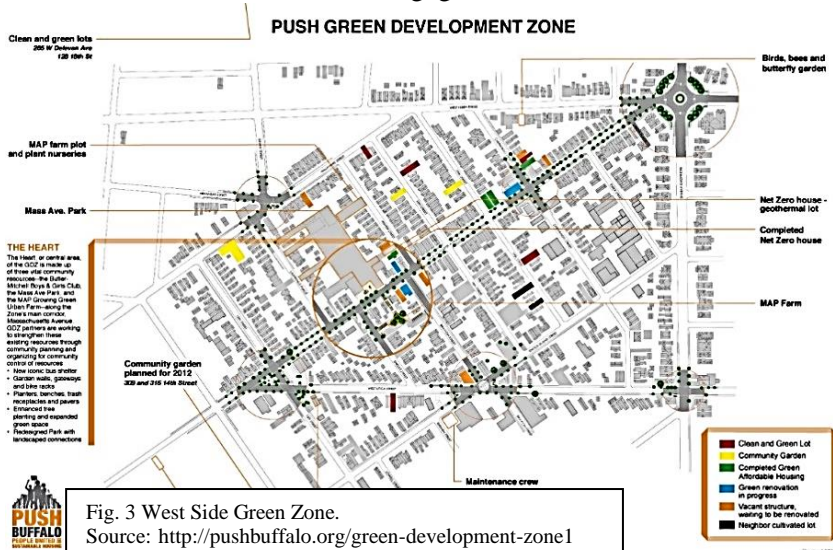 PUSH GREEN DEVELOPMENT ZONE
Clean and green lots
265 W Delavan Ave
128 16th St
MAP farm plot
and plant nurseries
Mass Ave. Park
THE HEART
The Heart, or central area,
of the GDZ is made up
of three vital community
resources–the Butler-
Mitchell Boys & Girls Club,
the Mass Ave Park, and
the MAP Growing Green
Urban Farm–along the
Zone's main corridor,
Massachusetts Avenue.
GDZ partners are working
to strengthen these
existing resources through
community planning and
organizing for community
control of resources
• New iconic bus shelter
• Garden walls, gateways
and bike racks
• Planters, benches, trash
receptacles and pavers
• Enhanced tree
planting and expanded
green space
• Redesigned Park with
landscaped connections
Community garden
planned for 2012
309 and 315 14th Street
Birds, bees and
butterfly garden
Net Zero house -
geothermal lot
Completed
Net Zero house
MAP Farm
Maintenance crew
Clean and Green Lot
Community Garden
Completed Green
Affordable Housing
Green renovation
in progress
Vacant structure,
waiting to be renovated
Neighbor cultivated lot
PUSH
BUFFALO
PEOPLE UNITED for
SUSTAINABLE HOUSING
Fig. 3 West Side Green Zone.
Source: http://pushbuffalo.org/green-development-zone1